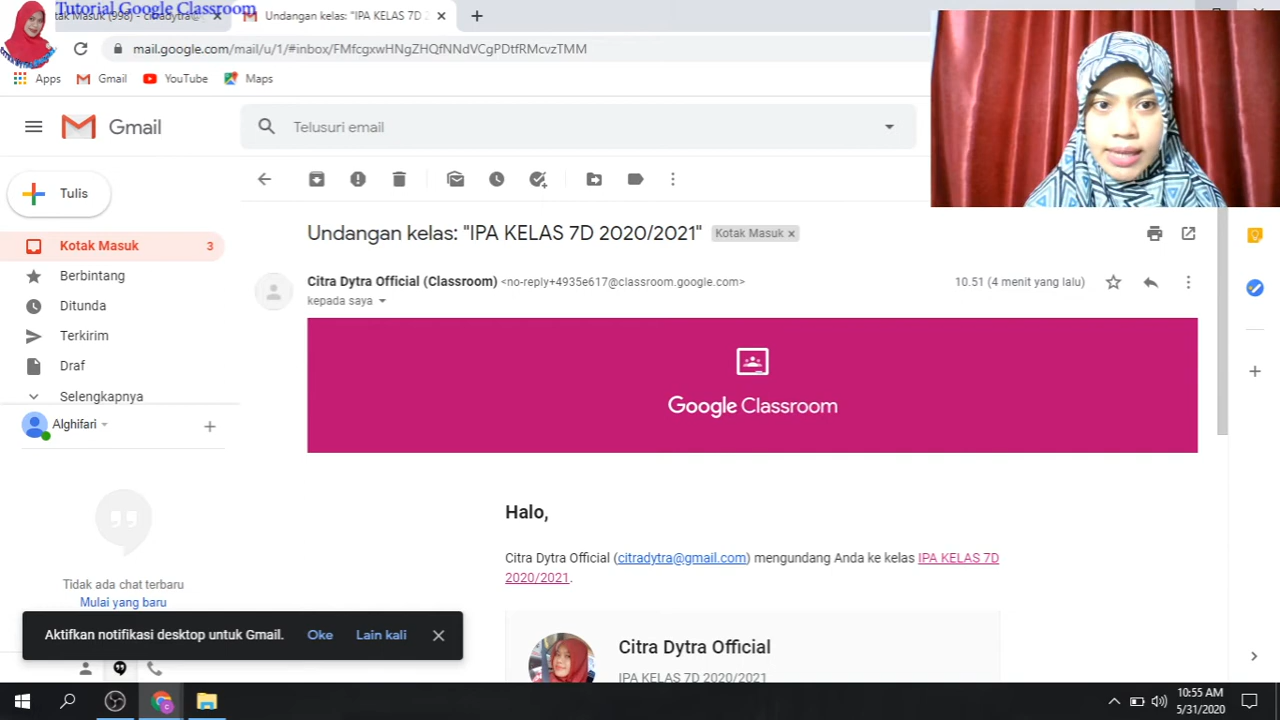 Tutorial Google Classroom
tak Masuk (998) - citradytra@
Undangan kelas: "IPA KELAS 7D 2
mail.google.com/mail/u/1/#inbox/FMfcgxwHNgZHQfNNdVCgPDtfRMcvzTMM
Apps Gmail YouTube Maps
Gmail
Telusuri email
Tulis
Kotak Masuk 3
Berbintang
Ditunda
Terkirim
Draf
Selengkapnya
Alghifari
Tidak ada chat terbaru
Mulai yang baru
Undangan kelas: "IPA KELAS 7D 2020/2021" Kotak Masuk x
Citra Dytra Official (Classroom) <no-reply+4935e617@classroom.google.com>
10.51 (4 menit yang lalu)
kepada saya
Google Classroom
Halo,
Citra Dytra Official (citradytra@gmail.com) mengundang Anda ke kelas IPA KELAS 7D
2020/2021.
Citra Dytra Official
IPA KELAS 7D 2020/2021
Aktifkan notifikasi desktop untuk Gmail. Oke Lain kali
10:55 AM
5/31/2020